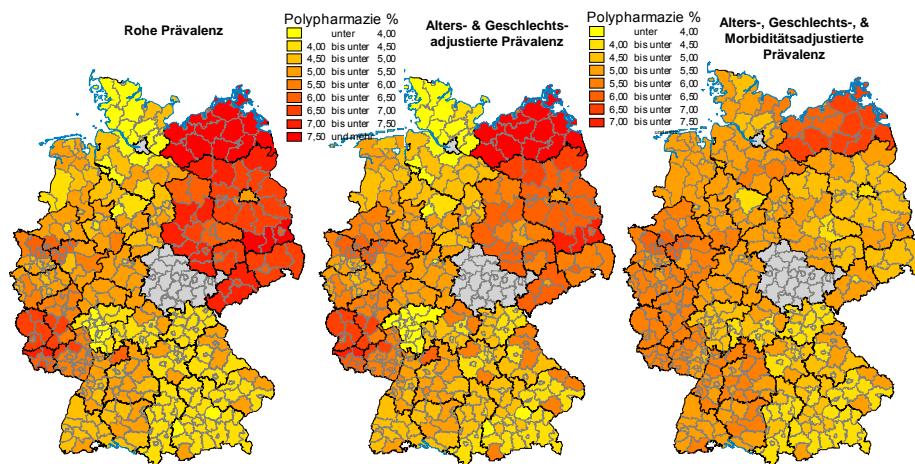 Rohe Prävalenz
Polypharmazie %
unter 4,00
4,00 bis unter 4,50
4,50 bis unter 5,00
5,00 bis unter 5,50
5,50 bis unter 6,00
6,00 bis unter 6,50
6,50 bis unter 7,00
7,00 bis unter 7,50
7,50 und mehr
Alters- & Geschlechts-
adjustierte Prävalenz
Polypharmazie %
unter 4,00
4,00 bis unter 4,50
4,50 bis unter 5,00
5,00 bis unter 5,50
5,50 bis unter 6,00
6,00 bis unter 6,50
6,50 bis unter 7,00
7,00 bis unter 7,50
Alters-, Geschlechts-, &
Morbiditätsadjustierte
Prävalenz